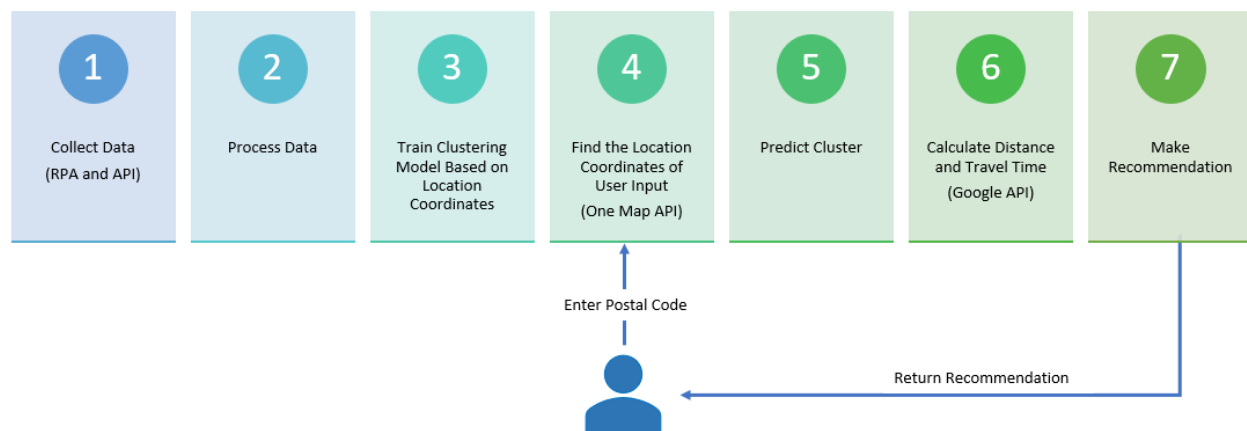 1
Collect Data
(RPA and API)
2
Process Data
3
Train Clustering
Model Based on
Location
Coordinates
4
Find the Location
Coordinates of
User Input
(One Map API)
5
Predict Cluster
6
Calculate Distance
and Travel Time
(Google API)
7
Make
Recommendation
Enter Postal Code
Return Recommendation